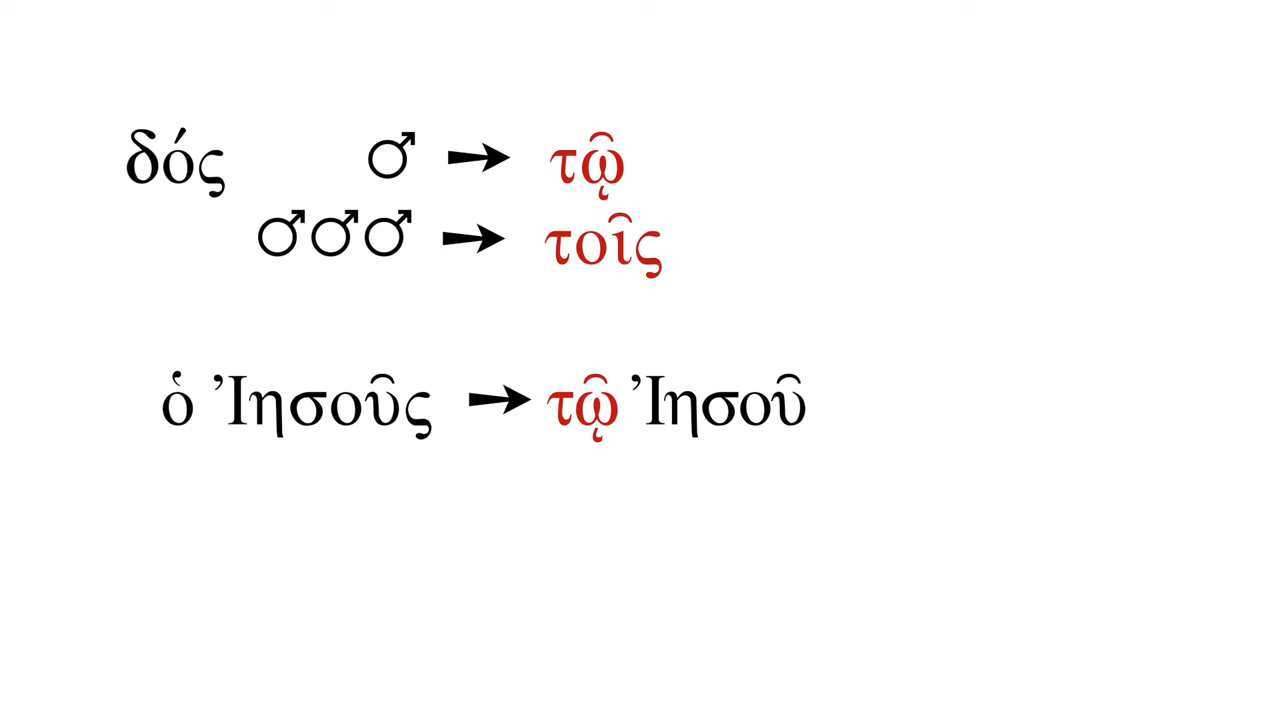 δός ♂ → τῷ
♂♂♂ → τοῖς
ὁ Ἰησοῦς → τῷ Ἰησοῦ